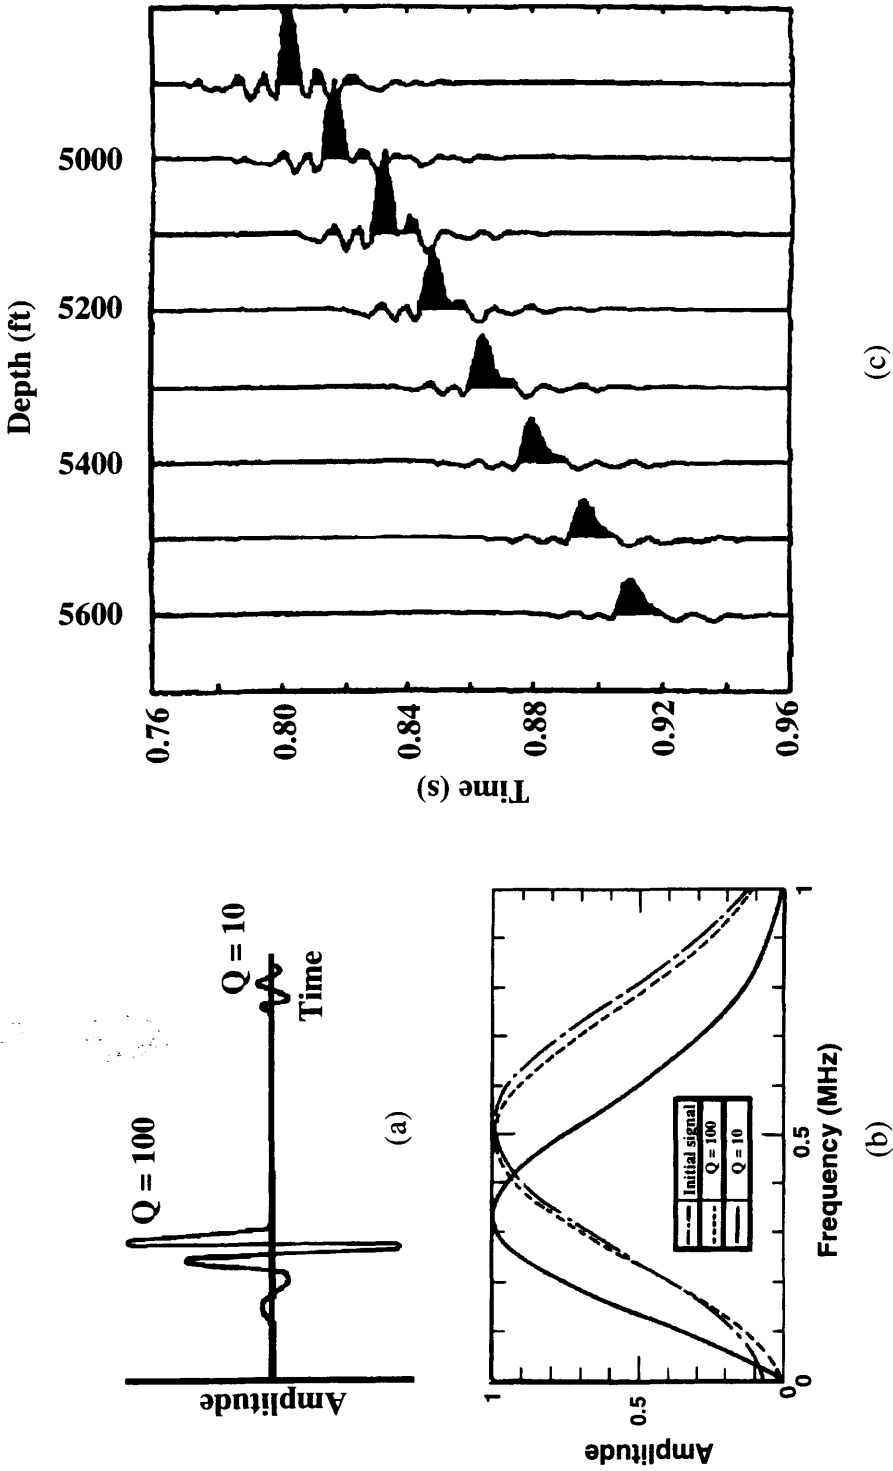 Q = 100
Q = 10
Time
Amplitude
(a)
1
0.5
0
Amplitude
0
0.5
1
Frequency (MHz)
Initial signal
Q = 100
Q = 10
(b)
Depth (ft)
5600
5400
5200
5000
0.76
0.80
0.84
0.88
0.92
0.96
Time (s)
(c)